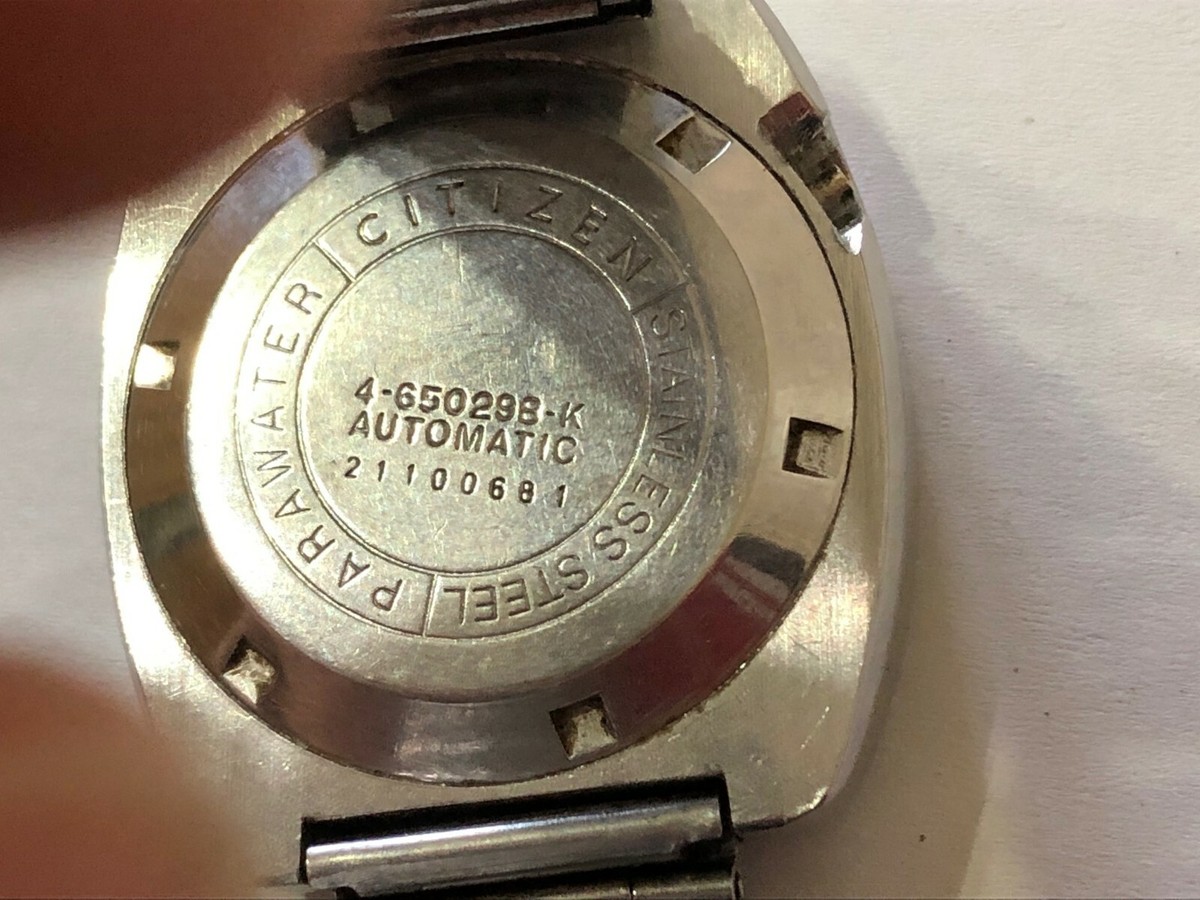 CITIZEN
STAINLESS STEEL
PARAWATER
4-650298-K
AUTOMATIC
21100681